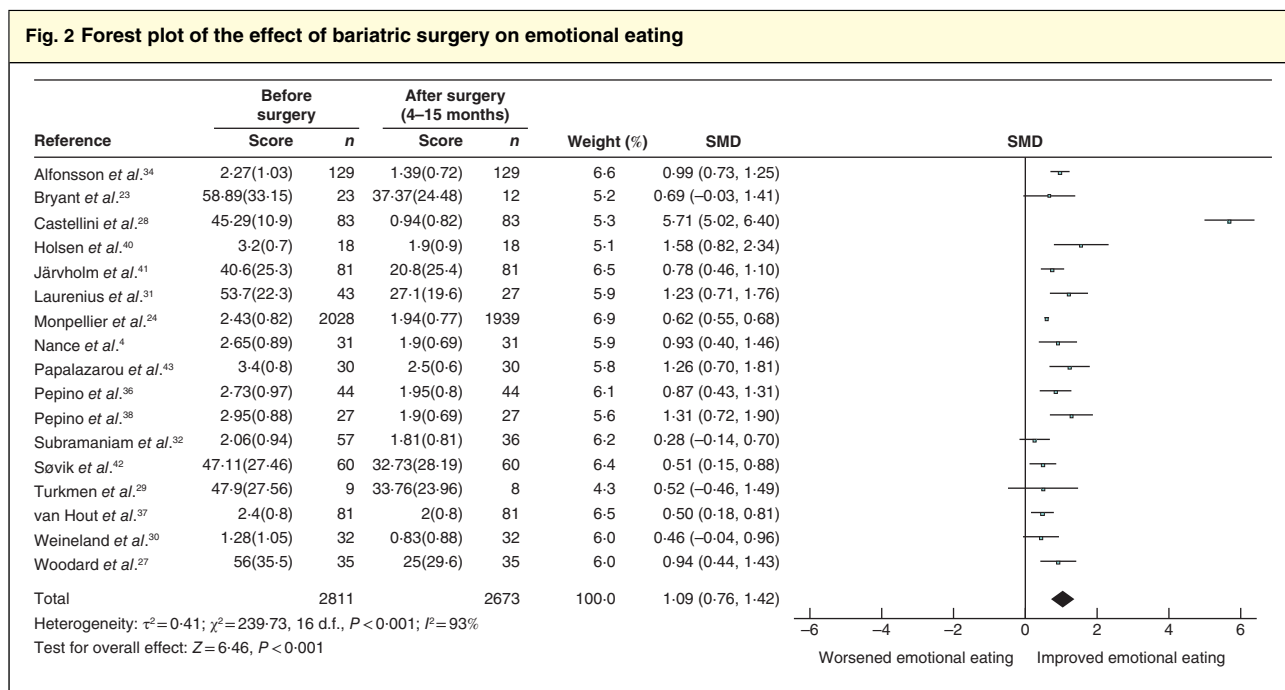 Fig. 2 Forest plot of the effect of bariatric surgery on emotional eating
Before surgery After surgery (4–15 months)
Reference Score n Score n Weight (%) SMD SMD
Alfonsson et al.34 2·27(1·03) 129 1·39(0·72) 129 6·6 0·99 (0·73, 1·25)
Bryant et al.23 58·89(33·15) 23 37·37(24·48) 12 5·2 0·69 (−0·03, 1·41)
Castellini et al.28 45·29(10·9) 83 0·94(0·82) 83 5·3 5·71 (5·02, 6·40)
Holsen et al.40 3·2(0·7) 18 1·9(0·9) 18 5·1 1·58 (0·82, 2·34)
Järvholm et al.41 40·6(25·3) 81 20·8(25·4) 81 6·5 0·78 (0·46, 1·10)
Laurenius et al.31 53·7(22·3) 43 27·1(19·6) 27 5·9 1·23 (0·71, 1·76)
Monpellier et al.24 2·43(0·82) 2028 1·94(0·77) 1939 6·9 0·62 (0·55, 0·68)
Nance et al.4 2·65(0·89) 31 1·9(0·69) 31 5·9 0·93 (0·40, 1·46)
Papalazarou et al.43 3·4(0·8) 30 2·5(0·6) 30 5·8 1·26 (0·70, 1·81)
Pepino et al.36 2·73(0·97) 44 1·95(0·8) 44 6·1 0·87 (0·43, 1·31)
Pepino et al.38 2·95(0·88) 27 1·9(0·69) 27 5·6 1·31 (0·72, 1·90)
Subramaniam et al.32 2·06(0·94) 57 1·81(0·81) 36 6·2 0·28 (−0·14, 0·70)
Søvik et al.42 47·11(27·46) 60 32·73(28·19) 60 6·4 0·51 (0·15, 0·88)
Turkmen et al.29 47·9(27·56) 9 33·76(23·96) 8 4·3 0·52 (−0·46, 1·49)
van Hout et al.37 2·4(0·8) 81 2(0·8) 81 6·5 0·50 (0·18, 0·81)
Weineland et al.30 1·28(1·05) 32 0·83(0·88) 32 6·0 0·46 (−0·04, 0·96)
Woodard et al.27 56(35·5) 35 25(29·6) 35 6·0 0·94 (0·44, 1·43)
Total 2811 2673 100·0 1·09 (0·76, 1·42)
Heterogeneity: τ²=0·41; χ²=239·73, 16 d.f., P<0·001; I²=93%
Test for overall effect: Z=6·46, P<0·001
−6 −4 −2 0 2 4 6
Worsened emotional eating Improved emotional eating